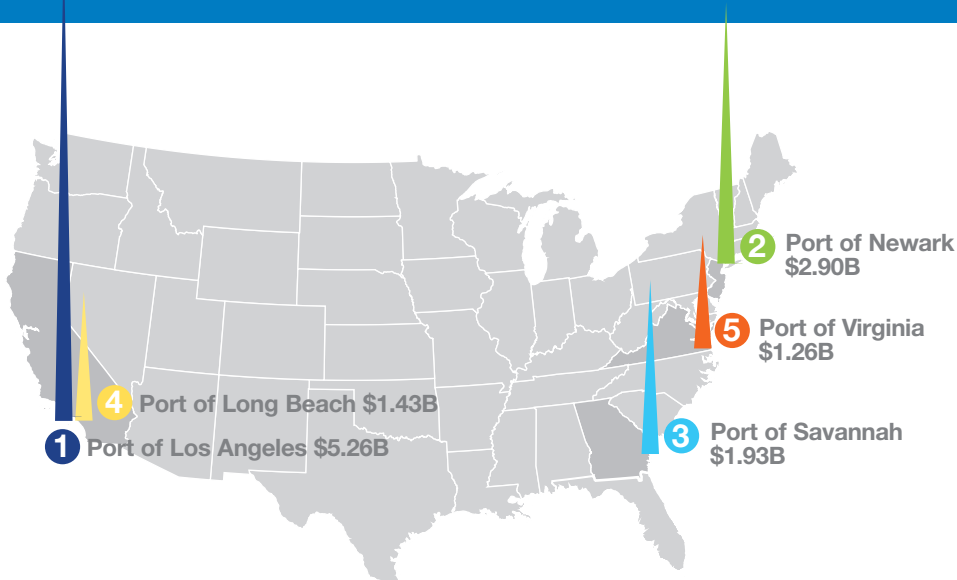 2 Port of Newark
$2.90B
5 Port of Virginia
$1.26B
4 Port of Long Beach $1.43B
3 Port of Savannah
$1.93B
1 Port of Los Angeles $5.26B